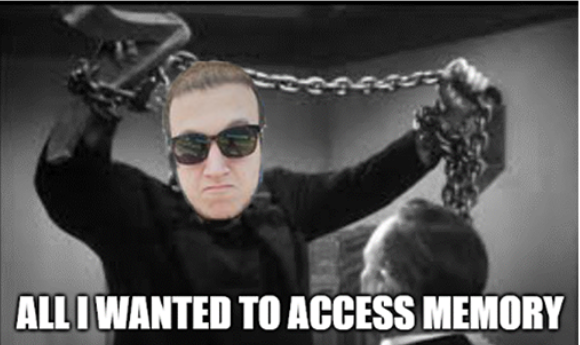 ALL I WANTED TO ACCESS MEMORY